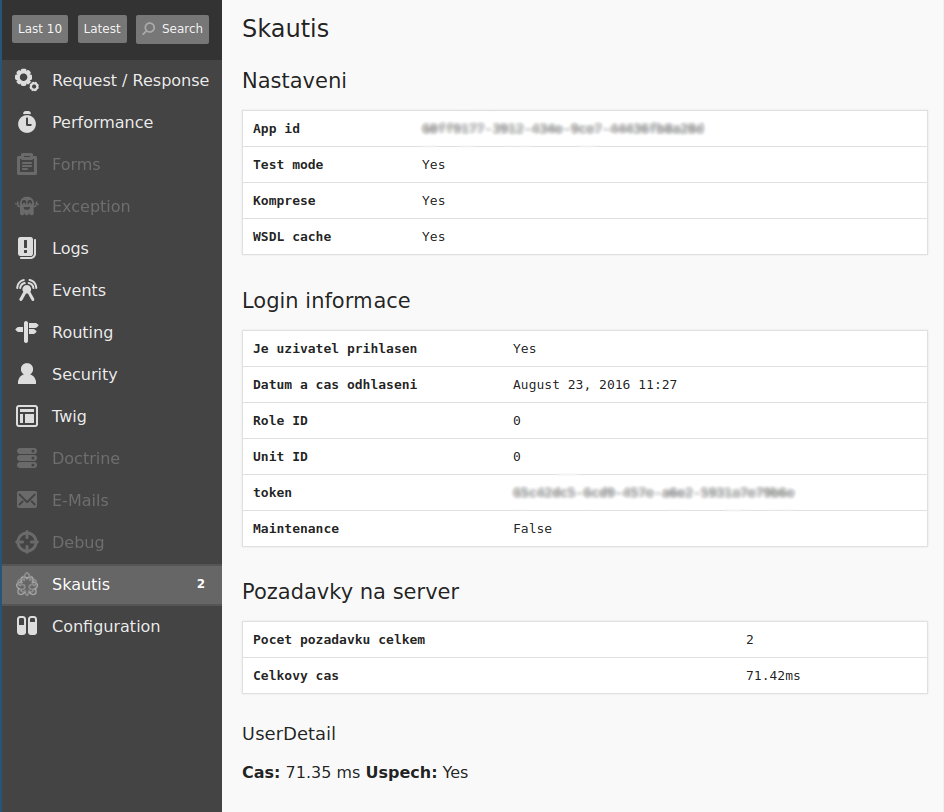 Last 10 Latest Search
Request / Response
Performance
Forms
Exception
Logs
Events
Routing
Security
Twig
Doctrine
E-Mails
Debug
Skautis 2
Configuration
Skautis
Nastaveni
App id
Test mode Yes
Komprese Yes
WSDL cache Yes
Login informace
Je uzivatel prihlasen Yes
Datum a cas odhlaseni August 23, 2016 11:27
Role ID 0
Unit ID 0
token
Maintenance False
Pozadavky na server
Pocet pozadavku celkem 2
Celkovy cas 71.42ms
UserDetail
Cas: 71.35 ms Uspech: Yes